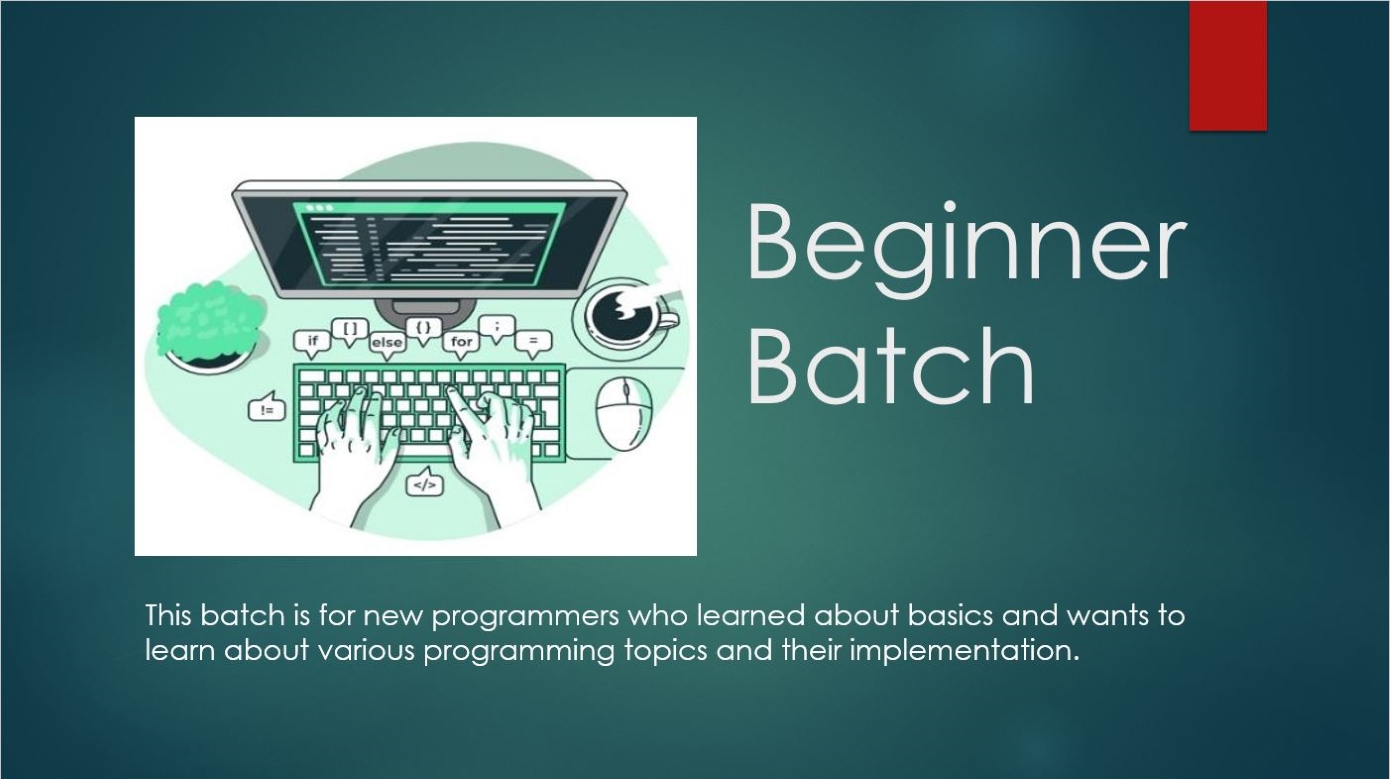 Beginner
Batch
if
[ ]
else
{ }
for
;
=
!=
</>
This batch is for new programmers who learned about basics and wants to
learn about various programming topics and their implementation.